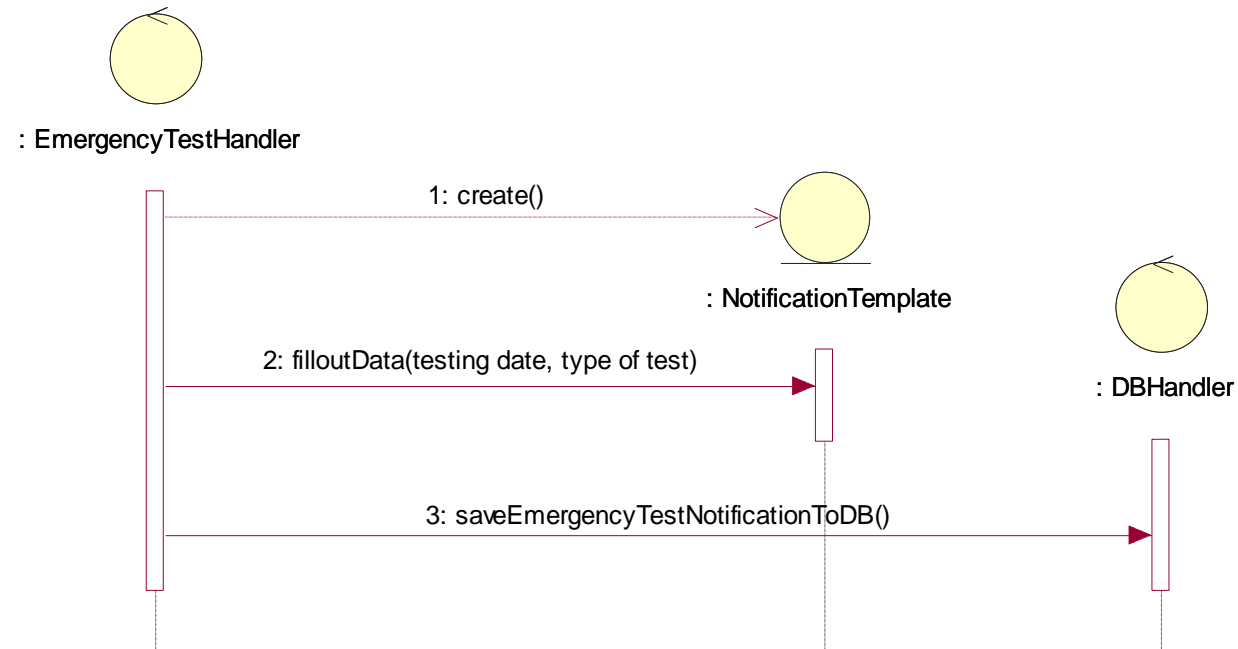 : EmergencyTestHandler
1: create()
: NotificationTemplate
2: filloutData(testing date, type of test)
: DBHandler
3: saveEmergencyTestNotificationToDB()